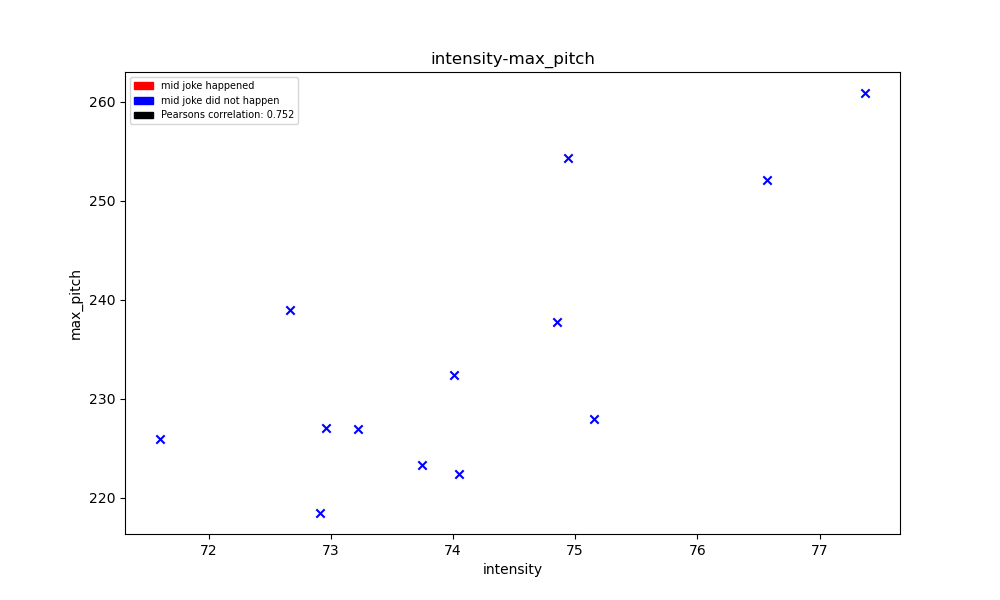 intensity-max_pitch
mid joke happened
mid joke did not happen
Pearsons correlation: 0.752
260
250
240
230
220
max_pitch
72 73 74 75 76 77
intensity